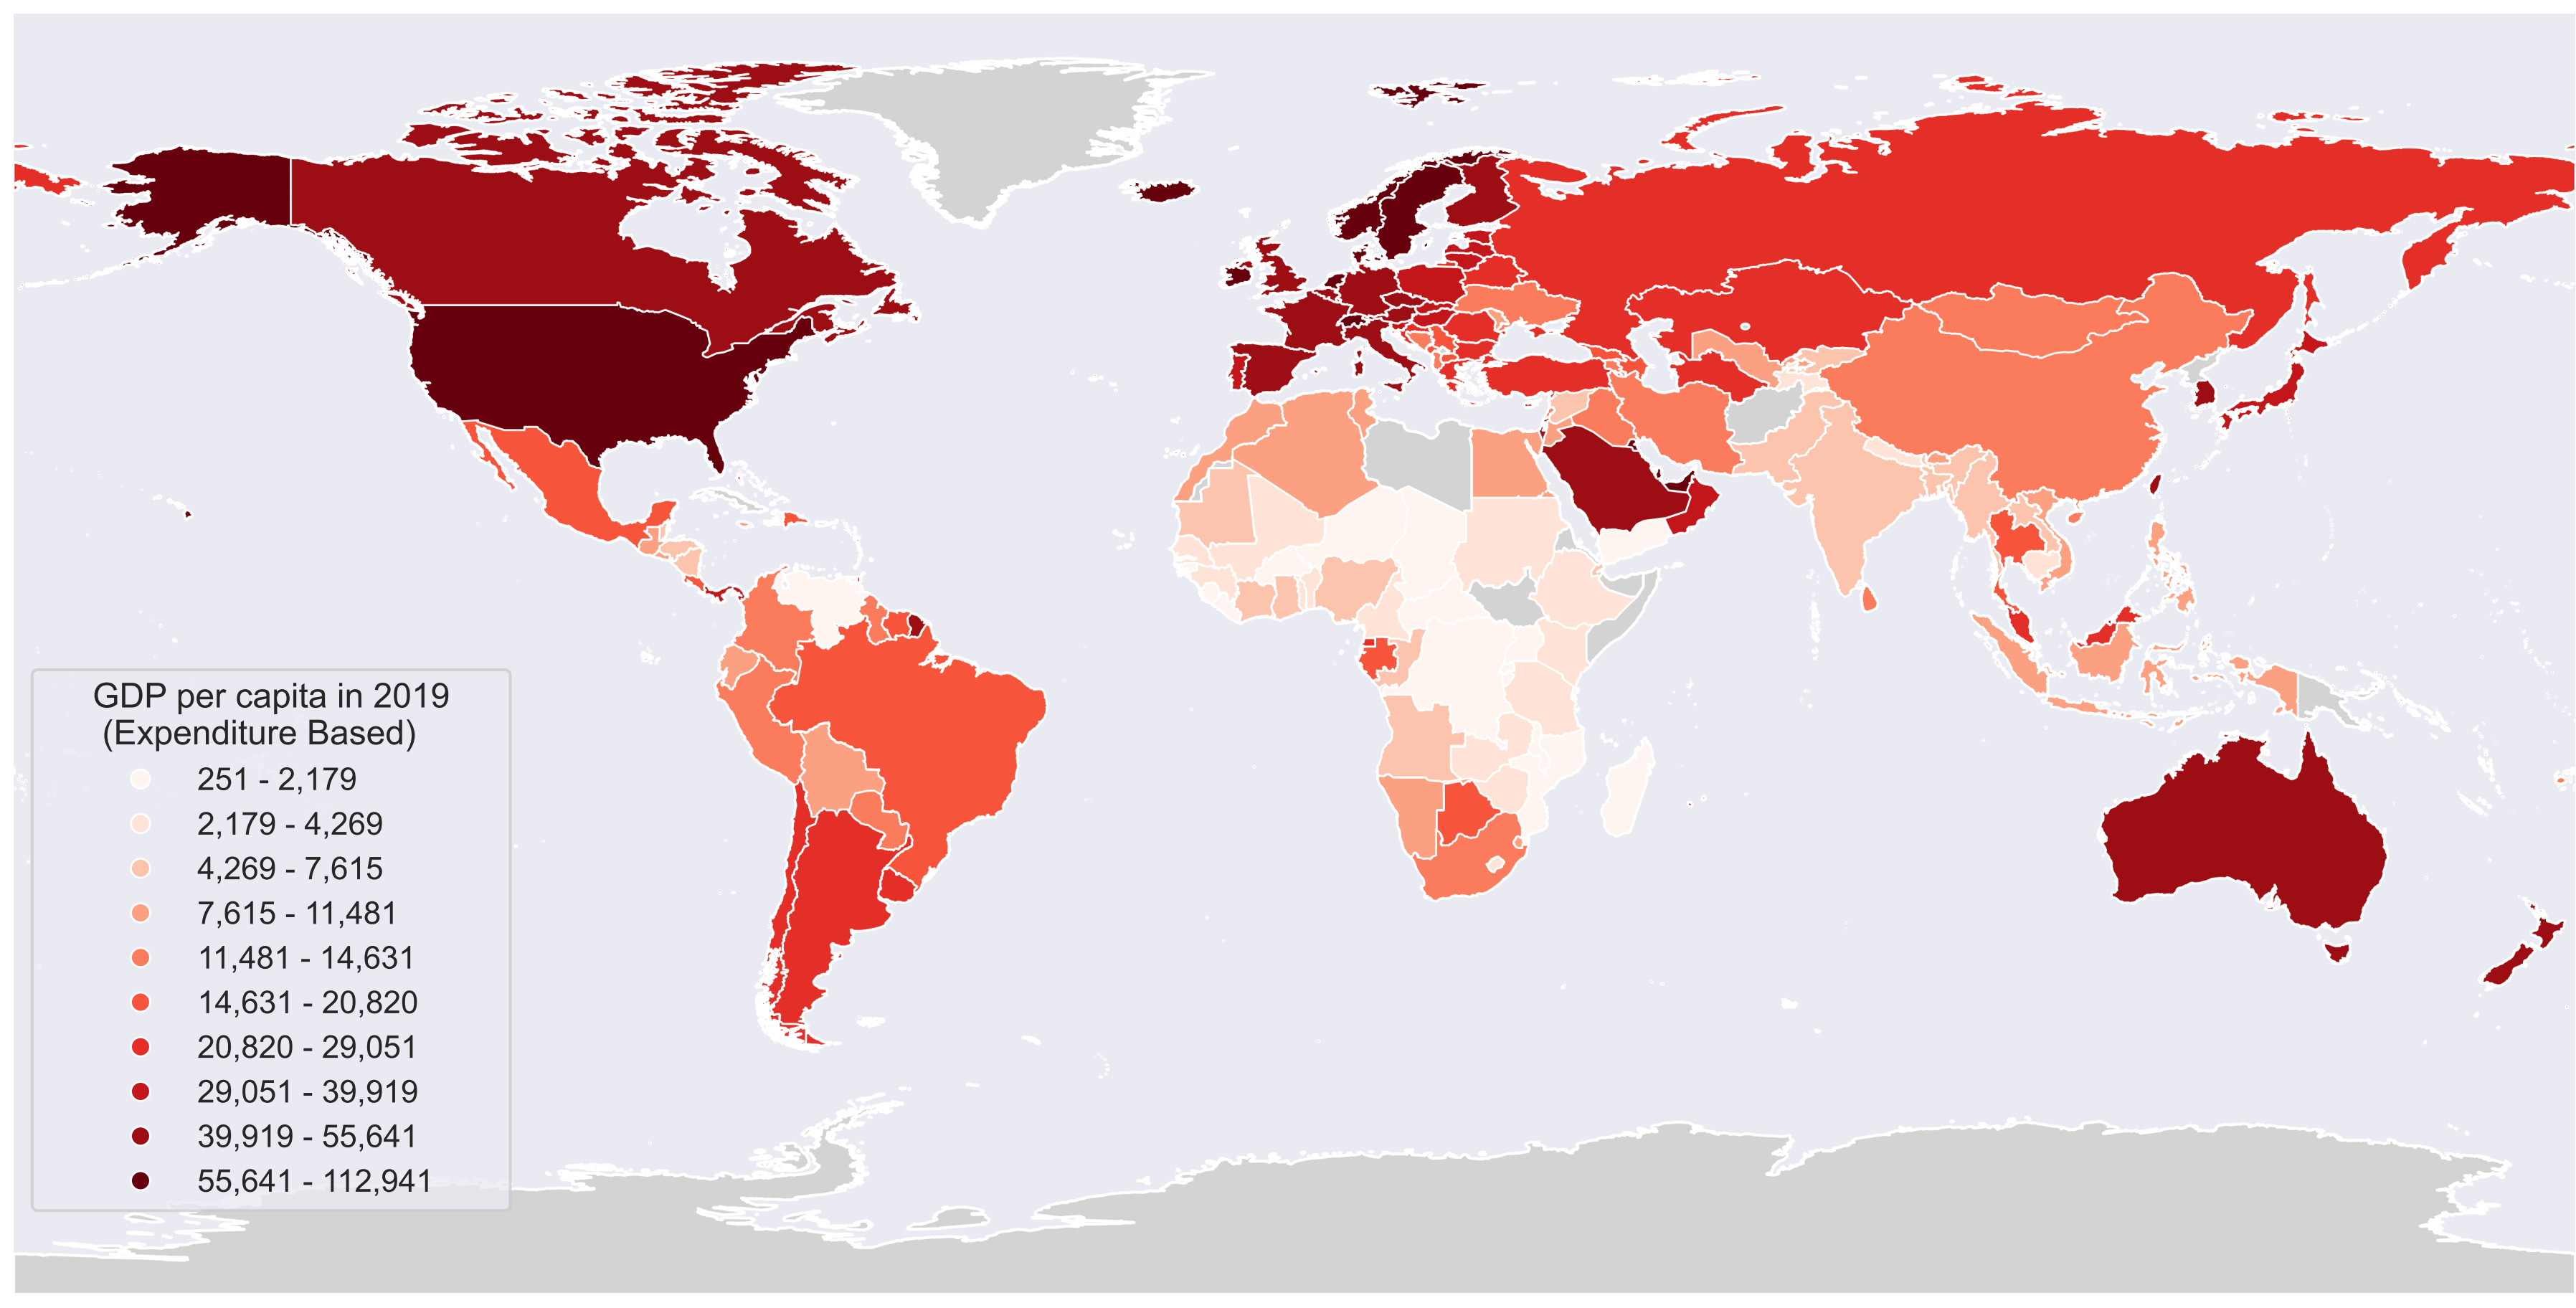 GDP per capita in 2019
(Expenditure Based)
251 - 2,179
2,179 - 4,269
4,269 - 7,615
7,615 - 11,481
11,481 - 14,631
14,631 - 20,820
20,820 - 29,051
29,051 - 39,919
39,919 - 55,641
55,641 - 112,941